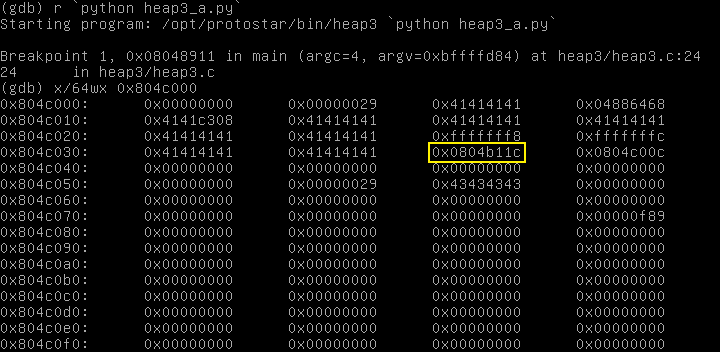 (gdb) r `python heap3_a.py`
Starting program: /opt/protostar/bin/heap3 `python heap3_a.py`
Breakpoint 1, 0x08048911 in main (argc=4, argv=0xbffffd84) at heap3/heap3.c:24
24 in heap3/heap3.c
(gdb) x/64wx 0x804c000
0x804c000: 0x00000000 0x00000029 0x41414141 0x04886468
0x804c010: 0x4141c308 0x41414141 0x41414141 0x41414141
0x804c020: 0x41414141 0x41414141 0xfffffff8 0xfffffffc
0x804c030: 0x41414141 0x41414141 0x0804b11c 0x0804c00c
0x804c040: 0x00000000 0x00000000 0x00000000 0x00000000
0x804c050: 0x00000000 0x00000029 0x43434343 0x00000000
0x804c060: 0x00000000 0x00000000 0x00000000 0x00000000
0x804c070: 0x00000000 0x00000000 0x00000000 0x00000f89
0x804c080: 0x00000000 0x00000000 0x00000000 0x00000000
0x804c090: 0x00000000 0x00000000 0x00000000 0x00000000
0x804c0a0: 0x00000000 0x00000000 0x00000000 0x00000000
0x804c0b0: 0x00000000 0x00000000 0x00000000 0x00000000
0x804c0c0: 0x00000000 0x00000000 0x00000000 0x00000000
0x804c0d0: 0x00000000 0x00000000 0x00000000 0x00000000
0x804c0e0: 0x00000000 0x00000000 0x00000000 0x00000000
0x804c0f0: 0x00000000 0x00000000 0x00000000 0x00000000